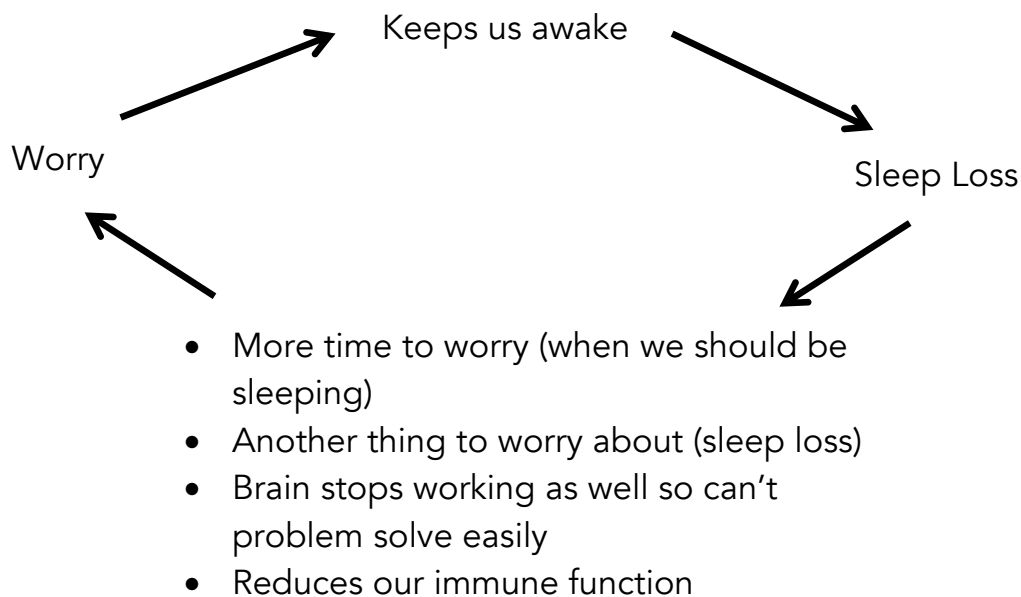 Keeps us awake
Worry
Sleep Loss
• More time to worry (when we should be
sleeping)
• Another thing to worry about (sleep loss)
• Brain stops working as well so can’t
problem solve easily
• Reduces our immune function